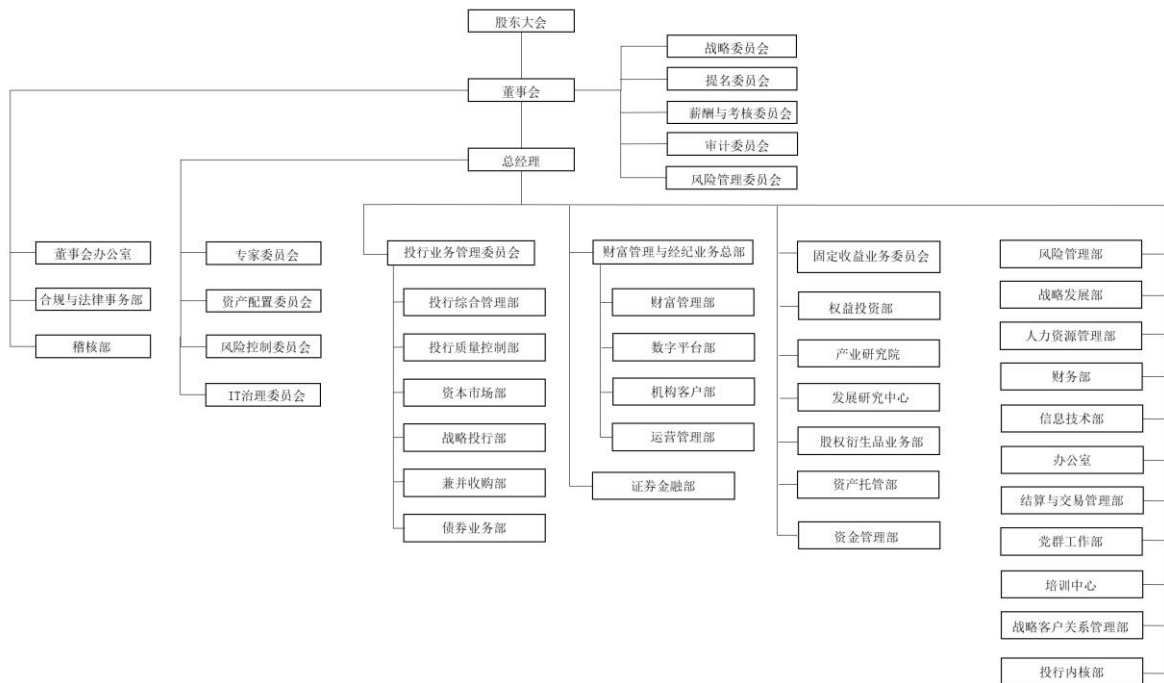 股东大会
董事会
战略委员会
提名委员会
薪酬与考核委员会
审计委员会
风险管理委员会
总经理
董事会办公室
合规与法律事务部
稽核部
专家委员会
资产配置委员会
风险控制委员会
IT治理委员会
投行业务管理委员会
投行综合管理部
投行质量控制部
资本市场部
战略投行部
兼并收购部
债券业务部
财富管理与经纪业务总部
财富管理部
数字平台部
机构客户部
运营管理部
证券金融部
固定收益业务委员会
权益投资部
产业研究院
发展研究中心
股权衍生品业务部
资产托管部
资金管理部
风险管理部
战略发展部
人力资源管理部
财务部
信息技术部
办公室
结算与交易管理部
党群工作部
培训中心
战略客户关系管理部
投行内核部